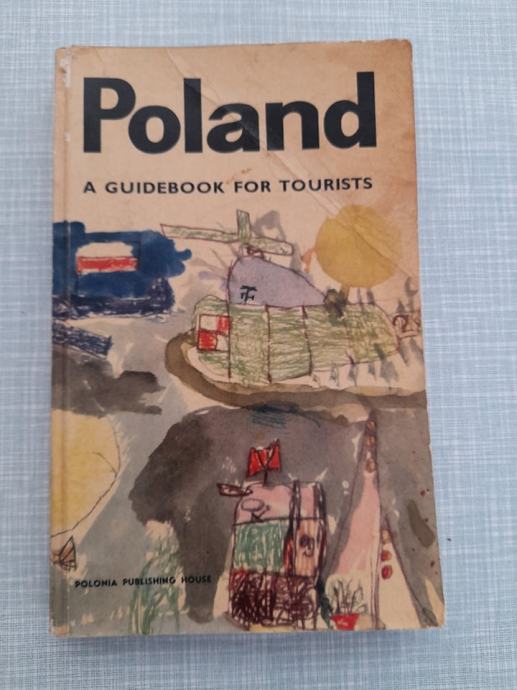 Poland
A GUIDEBOOK FOR TOURISTS
POLONIA PUBLISHING HOUSE